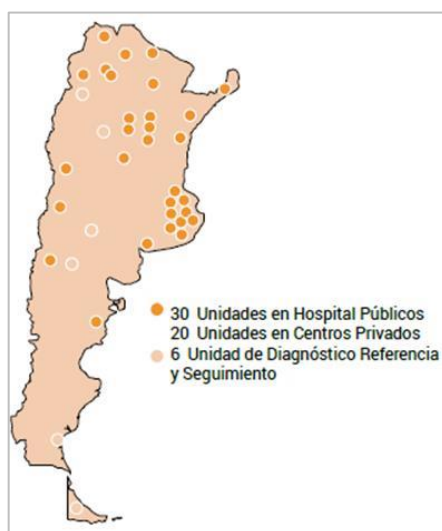 30 Unidades en Hospital Públicos
20 Unidades en Centros Privados
6 Unidad de Diagnóstico Referencia
y Seguimiento